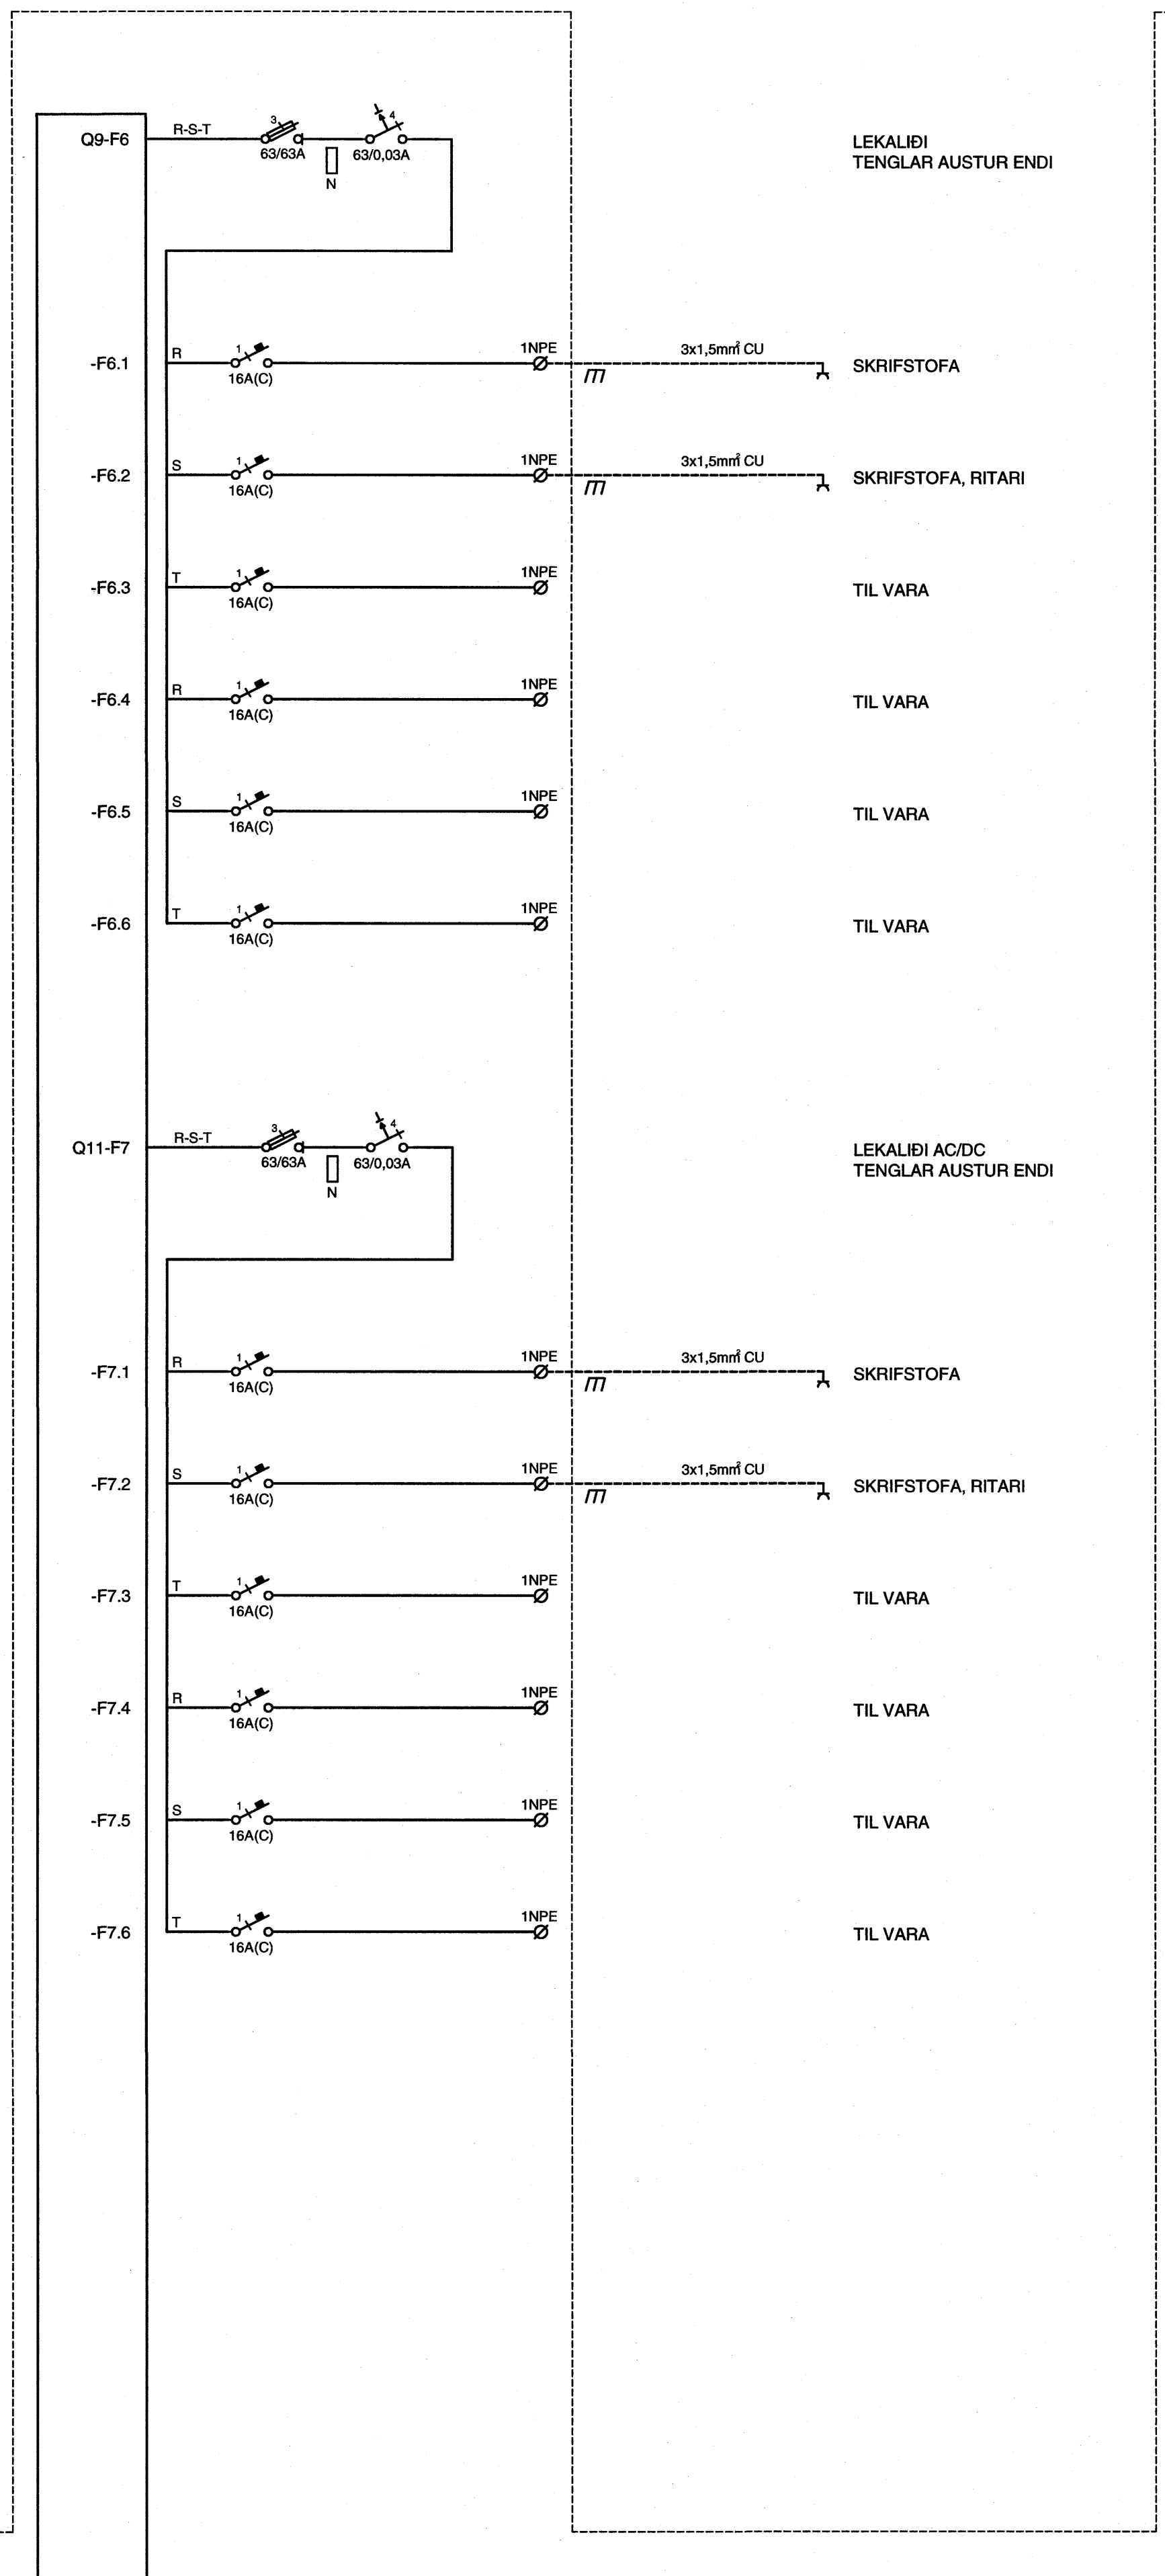 Q9-F6
R-S-T
3
63/63A
N
4
63/0,03A
LEKALIÐI
TENGLAR AUSTUR ENDI
-F6.1
R
1
16A(C)
1NPE
3x1,5mm² CU
SKRIFSTOFA
-F6.2
S
1
16A(C)
1NPE
3x1,5mm² CU
SKRIFSTOFA, RITARI
-F6.3
T
1
16A(C)
1NPE
TIL VARA
-F6.4
R
1
16A(C)
1NPE
TIL VARA
-F6.5
S
1
16A(C)
1NPE
TIL VARA
-F6.6
T
1
16A(C)
1NPE
TIL VARA
Q11-F7
R-S-T
3
63/63A
N
4
63/0,03A
LEKALIÐI AC/DC
TENGLAR AUSTUR ENDI
-F7.1
R
1
16A(C)
1NPE
3x1,5mm² CU
SKRIFSTOFA
-F7.2
S
1
16A(C)
1NPE
3x1,5mm² CU
SKRIFSTOFA, RITARI
-F7.3
T
1
16A(C)
1NPE
TIL VARA
-F7.4
R
1
16A(C)
1NPE
TIL VARA
-F7.5
S
1
16A(C)
1NPE
TIL VARA
-F7.6
T
1
16A(C)
1NPE
TIL VARA